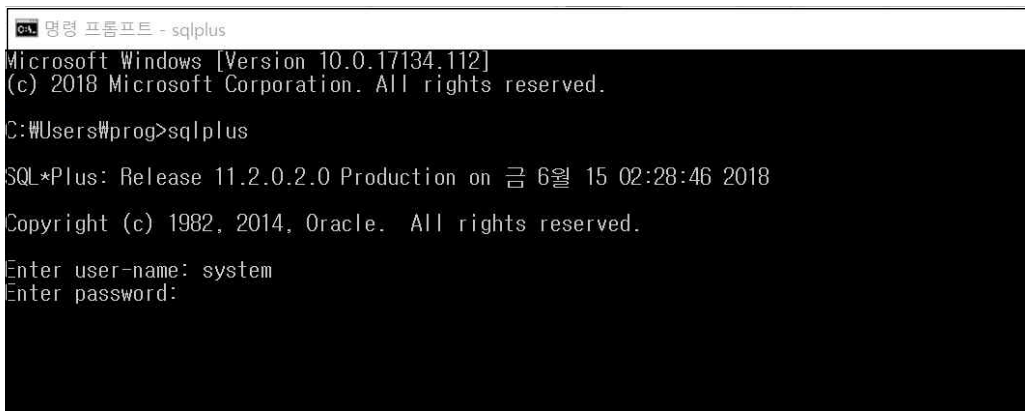 명령 프롬프트 - sqlplus
Microsoft Windows [Version 10.0.17134.112]
(c) 2018 Microsoft Corporation. All rights reserved.
C:₩Users₩prog>sqlplus
SQL*Plus: Release 11.2.0.2.0 Production on 금 6월 15 02:28:46 2018
Copyright (c) 1982, 2014, Oracle.  All rights reserved.
Enter user-name: system
Enter password: